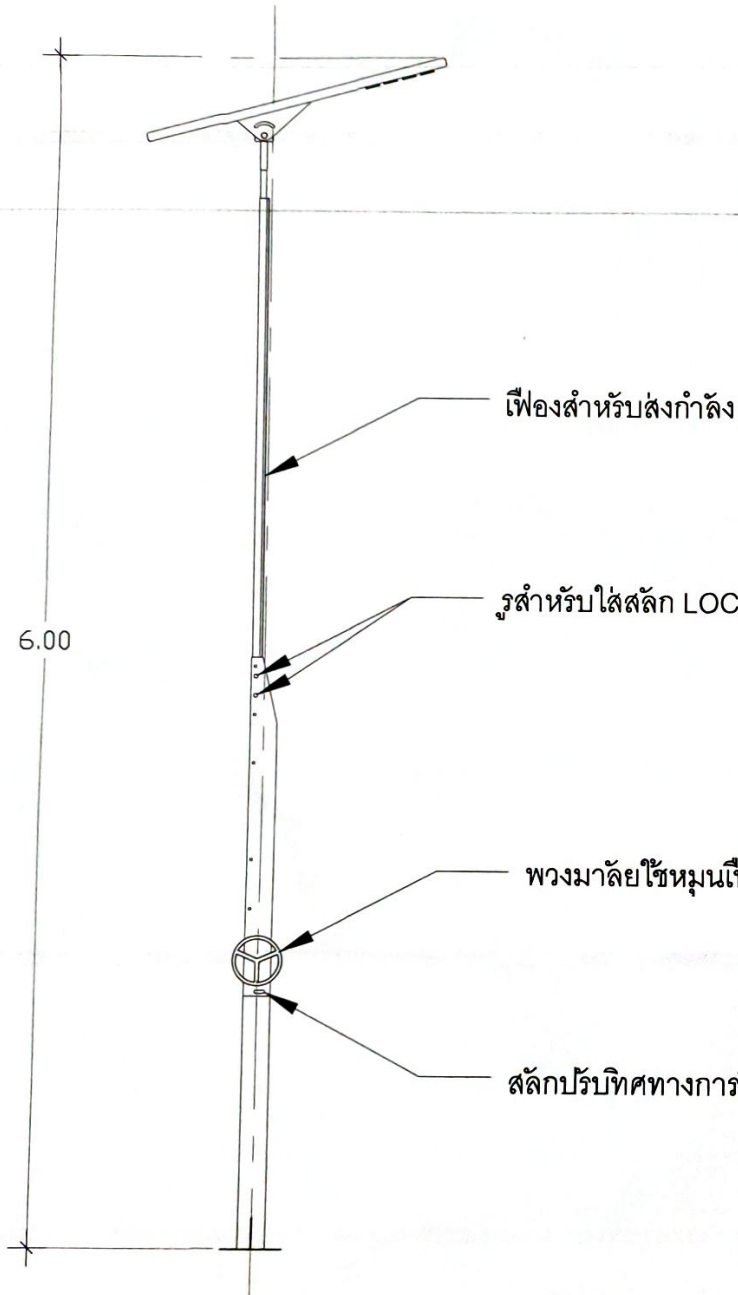 เฟืองสำหรับส่งกำลัง
6.00
รูสำหรับใส่สลัก LOC
พวงมาลัยใช้หมุนเ
สลักปรับทิศทางการ